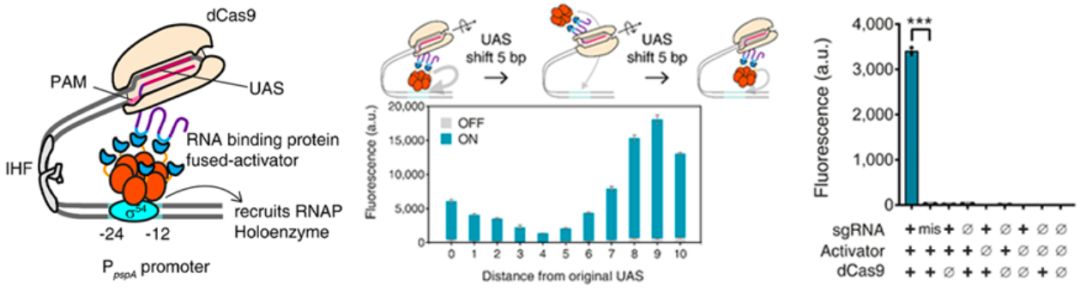 dCas9
PAM
UAS
RNA binding protein
fused-activator
IHF
σ54
recruits RNAP
Holoenzyme
-24 -12
PpspA promoter
UAS
shift 5 bp
UAS
shift 5 bp
Fluorescence (a.u.)
20,000
15,000
10,000
5,000
0
OFF
ON
0 1 2 3 4 5 6 7 8 9 10
Distance from original UAS
Fluorescence (a.u.)
4,000
3,000
2,000
1,000
0
***
sgRNA + mis + ∅ + ∅ + ∅ ∅
Activator + + + + ∅ + ∅ ∅ ∅
dCas9 + + ∅ + + ∅ ∅ + ∅